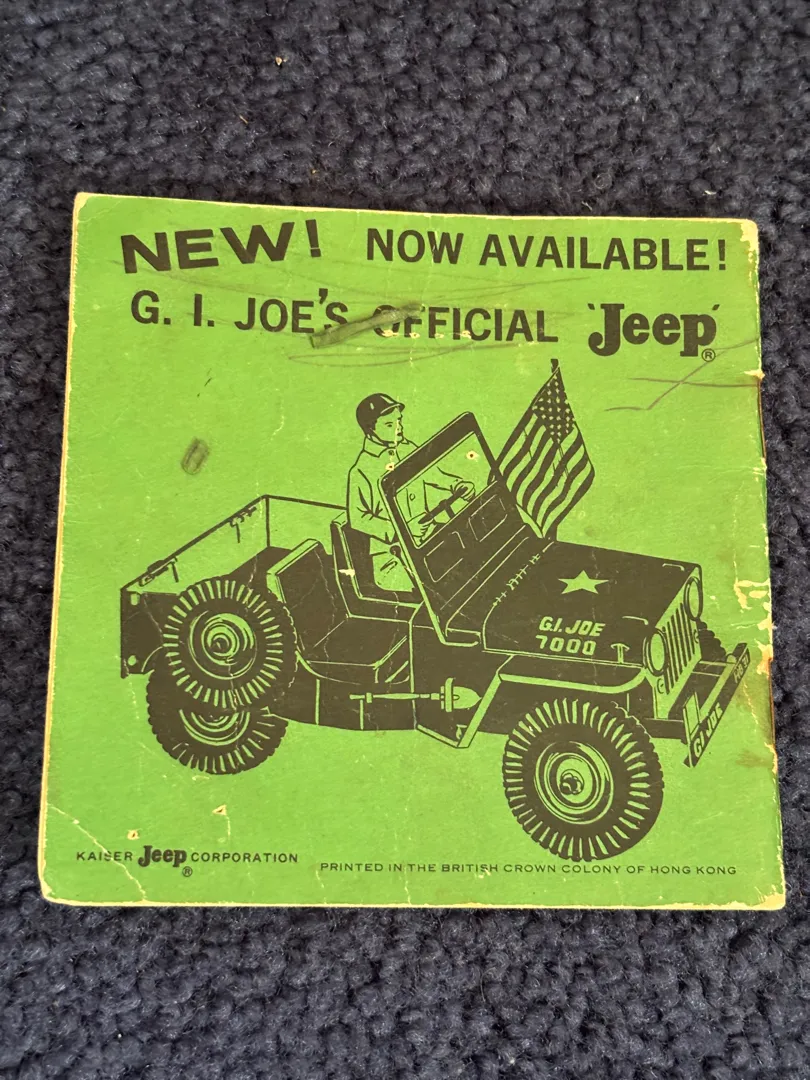 NEW! NOW AVAILABLE!
G. I. JOE'S OFFICIAL 'Jeep'®
G.I. JOE
7000
G.I. JOE
KAISER Jeep® CORPORATION
PRINTED IN THE BRITISH CROWN COLONY OF HONG KONG